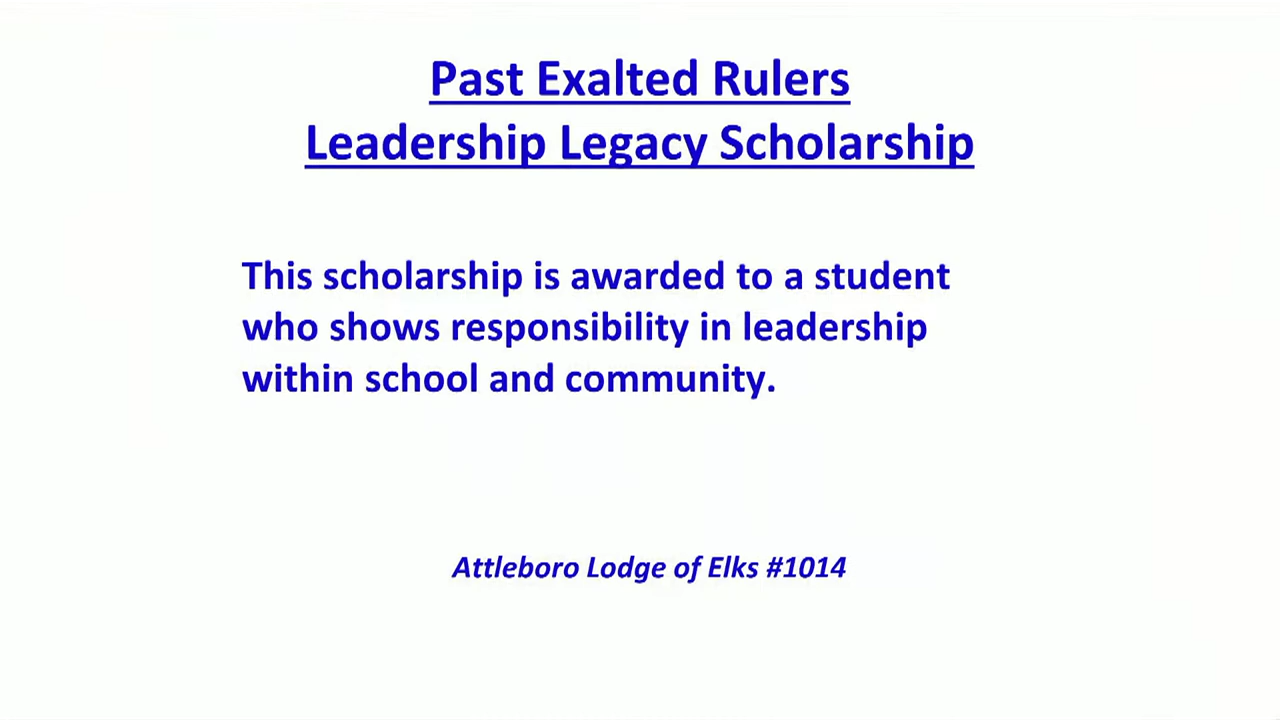 Past Exalted Rulers
Leadership Legacy Scholarship
This scholarship is awarded to a student
who shows responsibility in leadership
within school and community.
Attleboro Lodge of Elks #1014